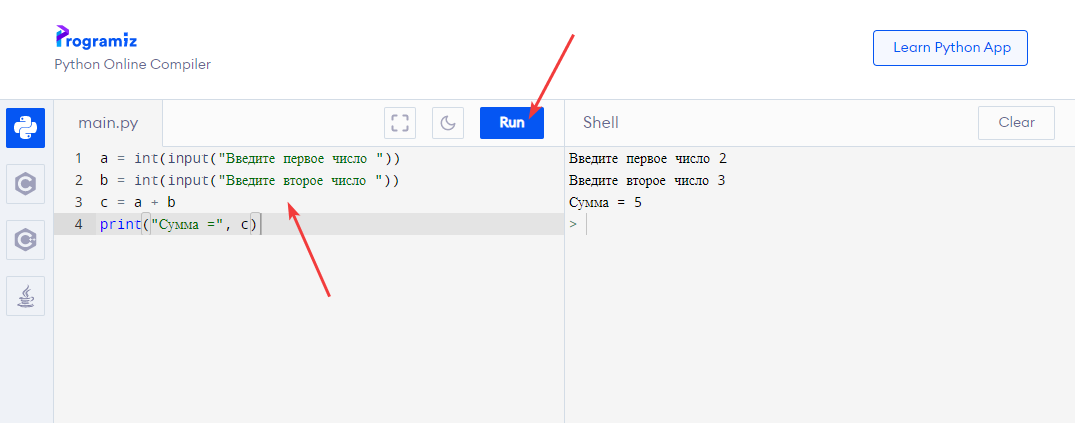 Programiz
Python Online Compiler
Learn Python App
main.py
Run
Shell
Clear
1 a = int(input("Введите первое число "))
2 b = int(input("Введите второе число "))
3 c = a + b
4 print("Сумма =", c)
Введите первое число 2
Введите второе число 3
Сумма = 5
>